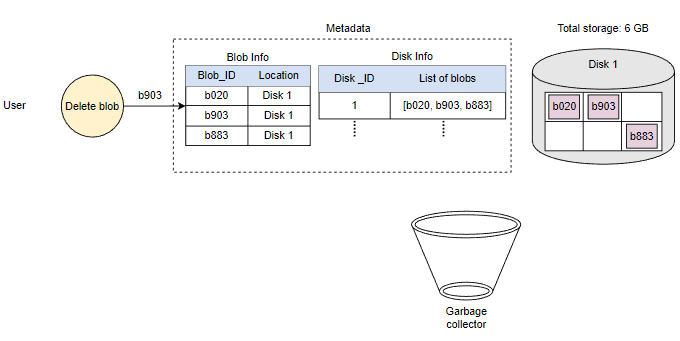 Metadata
Total storage: 6 GB
Blob Info
Disk Info
Disk 1
Blob_ID Location
Disk _ID List of blobs
User
Delete blob
b903
b020 Disk 1
b903 Disk 1
b883 Disk 1
1 [b020, b903, b883]
b020 b903
b883
Garbage
collector